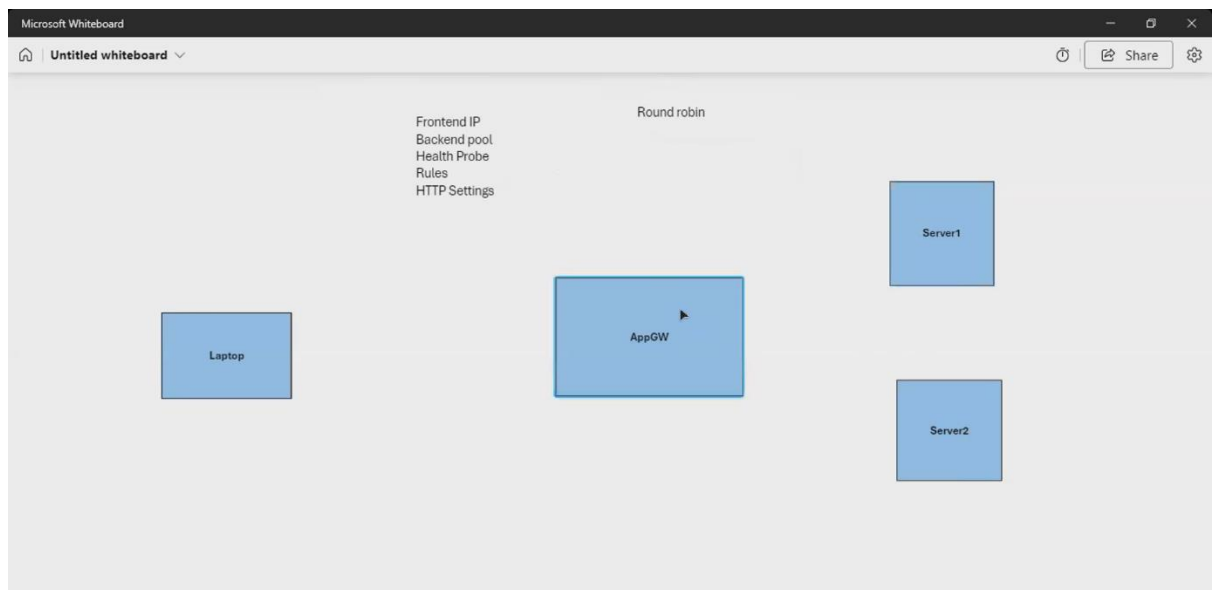 Microsoft Whiteboard
Untitled whiteboard
Share
Round robin
Frontend IP
Backend pool
Health Probe
Rules
HTTP Settings
Server1
AppGW
Laptop
Server2